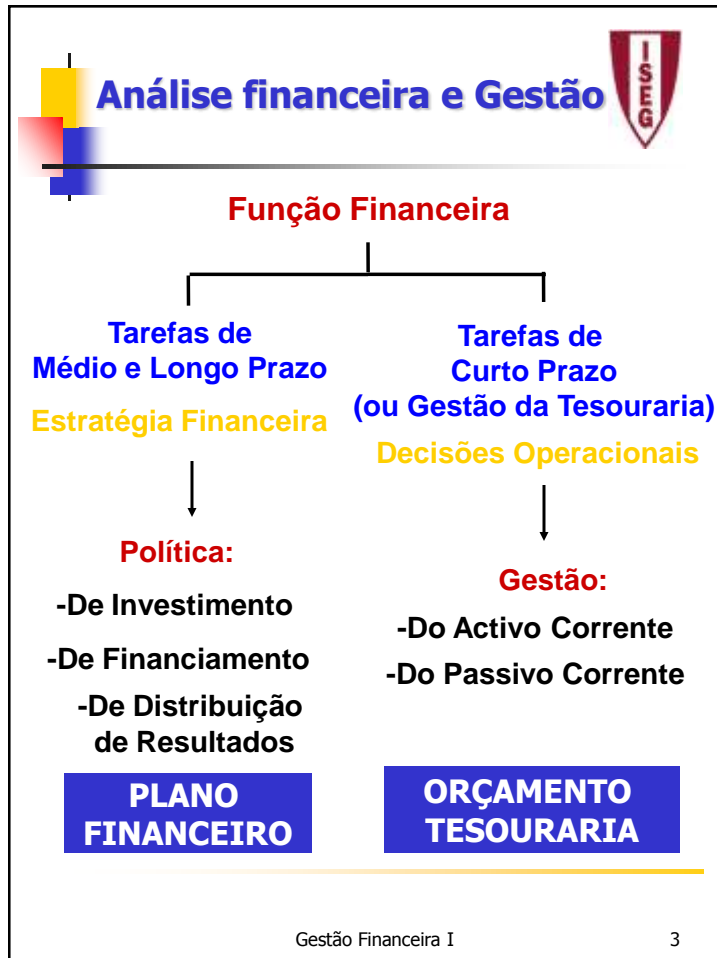 Análise financeira e Gestão
ISEG
Função Financeira
Tarefas de
Médio e Longo Prazo
Estratégia Financeira
Política:
-De Investimento
-De Financiamento
-De Distribuição
de Resultados
PLANO
FINANCEIRO
Tarefas de
Curto Prazo
(ou Gestão da Tesouraria)
Decisões Operacionais
Gestão:
-Do Activo Corrente
-Do Passivo Corrente
ORÇAMENTO
TESOURARIA
Gestão Financeira I
3